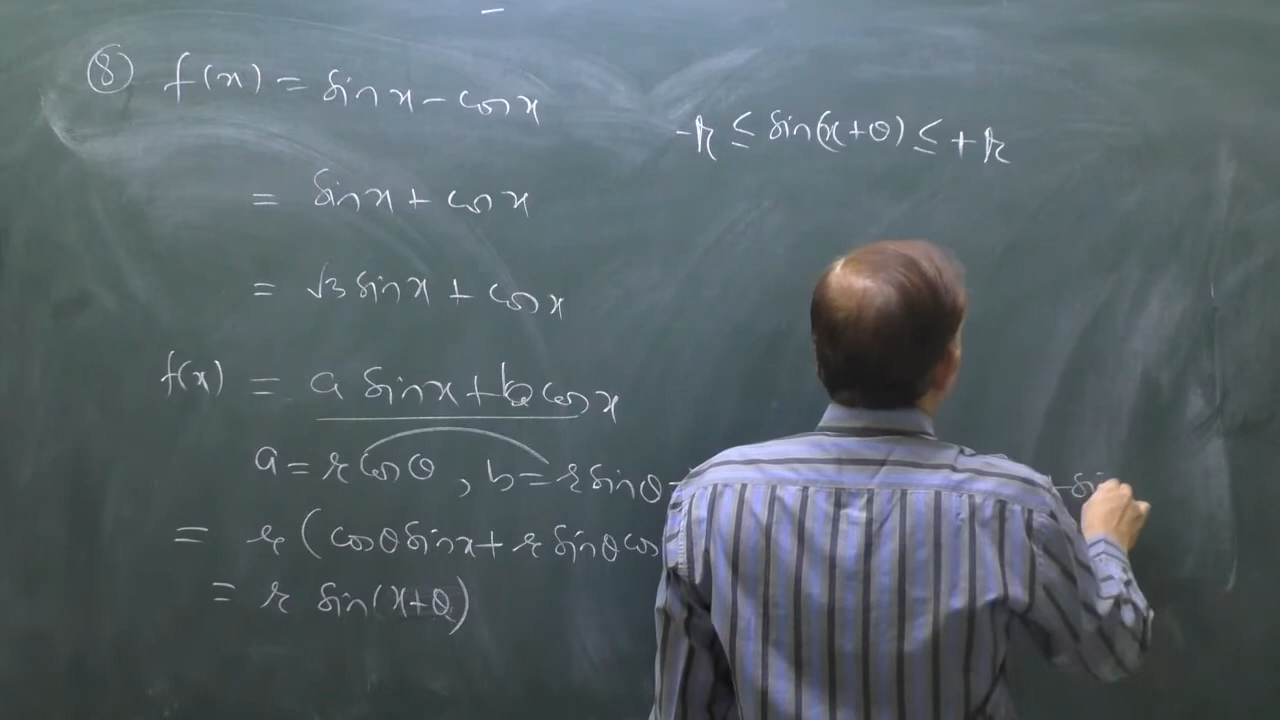 ⑧ f(x) = sin x - cos x
-r ≤ sin(x+θ) ≤ +r
= sin x + cos x
= √3 sin x + cos x
f(x) = a sin x + b cos x
a = r cos θ , b = r sin θ
= r ( cos θ sin x + r sin θ cos
= r sin(x+θ)